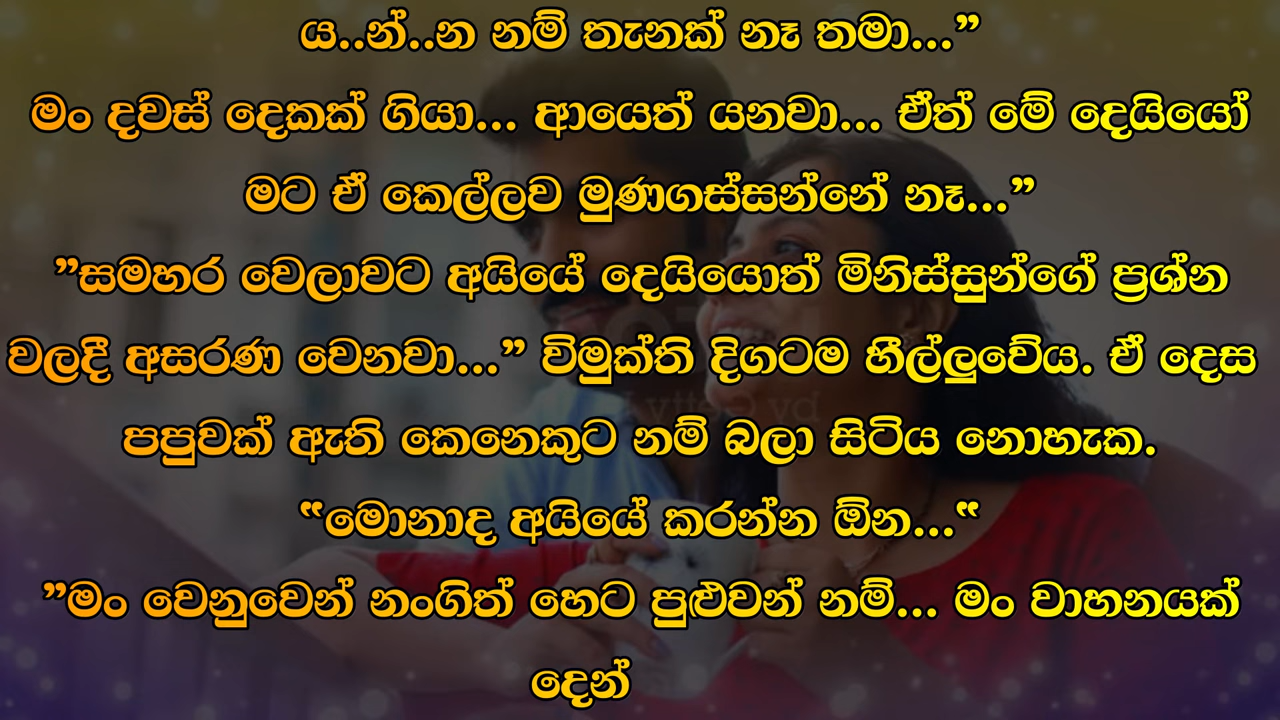 ය..න්..න නම් තැනක් නෑ තමා...”
මං දවස් දෙකක් ගියා... ආයෙත් යනවා... ඒත් මේ දෙයියෝ
මට ඒ කෙල්ලව මුණගස්සන්නේ නෑ...”
”සමහර වෙලාවට අයියේ දෙයියොත් මිනිස්සුන්ගේ ප්‍රශ්න
වලදී අසරණ වෙනවා...” විමුක්ති දිගටම හීල්ලුවේය. ඒ දෙස
පපුවක් ඇති කෙනෙකුට නම් බලා සිටිය නොහැක.
“මොනාද අයියේ කරන්න ඕන...“
”මං වෙනුවෙන් නංගිත් හෙට පුළුවන් නම්... මං වාහනයක්
දෙන්